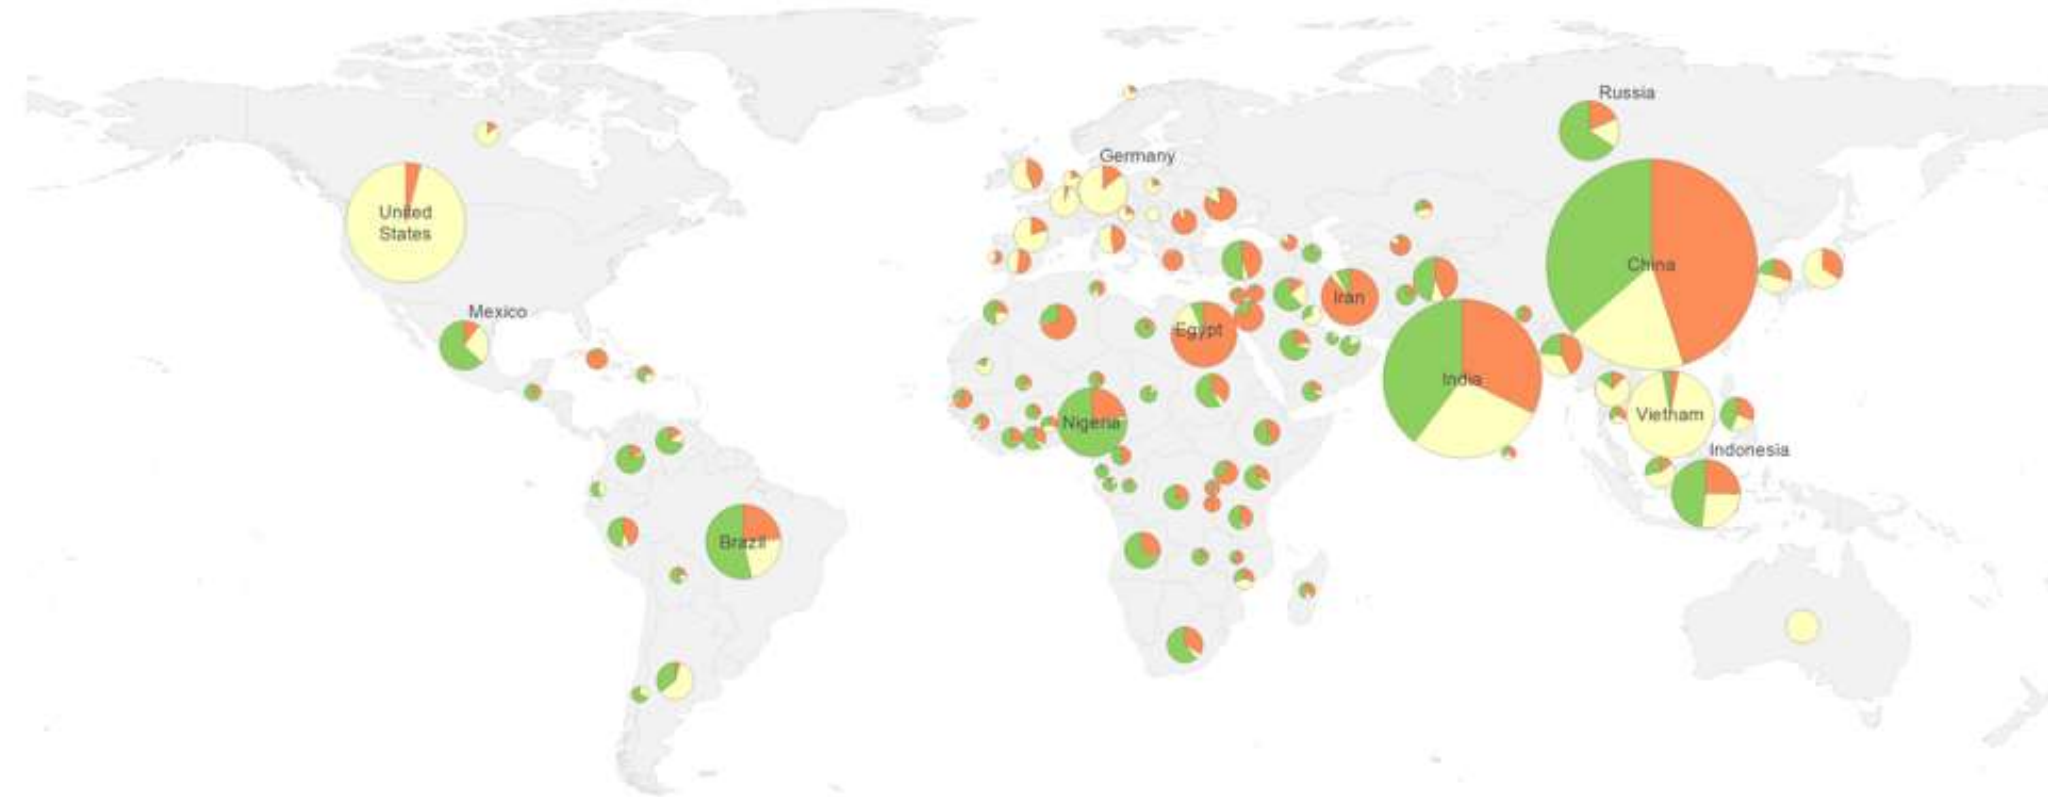 Russia
Germany
United
States
China
Mexico
Iran
Egypt
India
Nigeria
Vietnam
Indonesia
Brazil